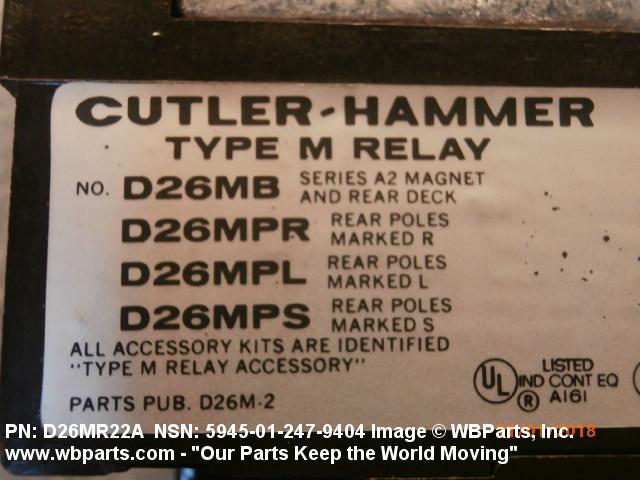 CUTLER-HAMMER
TYPE M RELAY
NO. D26MB SERIES A2 MAGNET
AND REAR DECK
D26MPR REAR POLES
MARKED R
D26MPL REAR POLES
MARKED L
D26MPS REAR POLES
MARKED S
ALL ACCESSORY KITS ARE IDENTIFIED
"TYPE M RELAY ACCESSORY"
PARTS PUB. D26M-2
UL ® LISTED
IND CONT EQ
A161
PN: D26MR22A NSN: 5945-01-247-9404 Image © WBParts, Inc.
www.wbparts.com - "Our Parts Keep the World Moving"